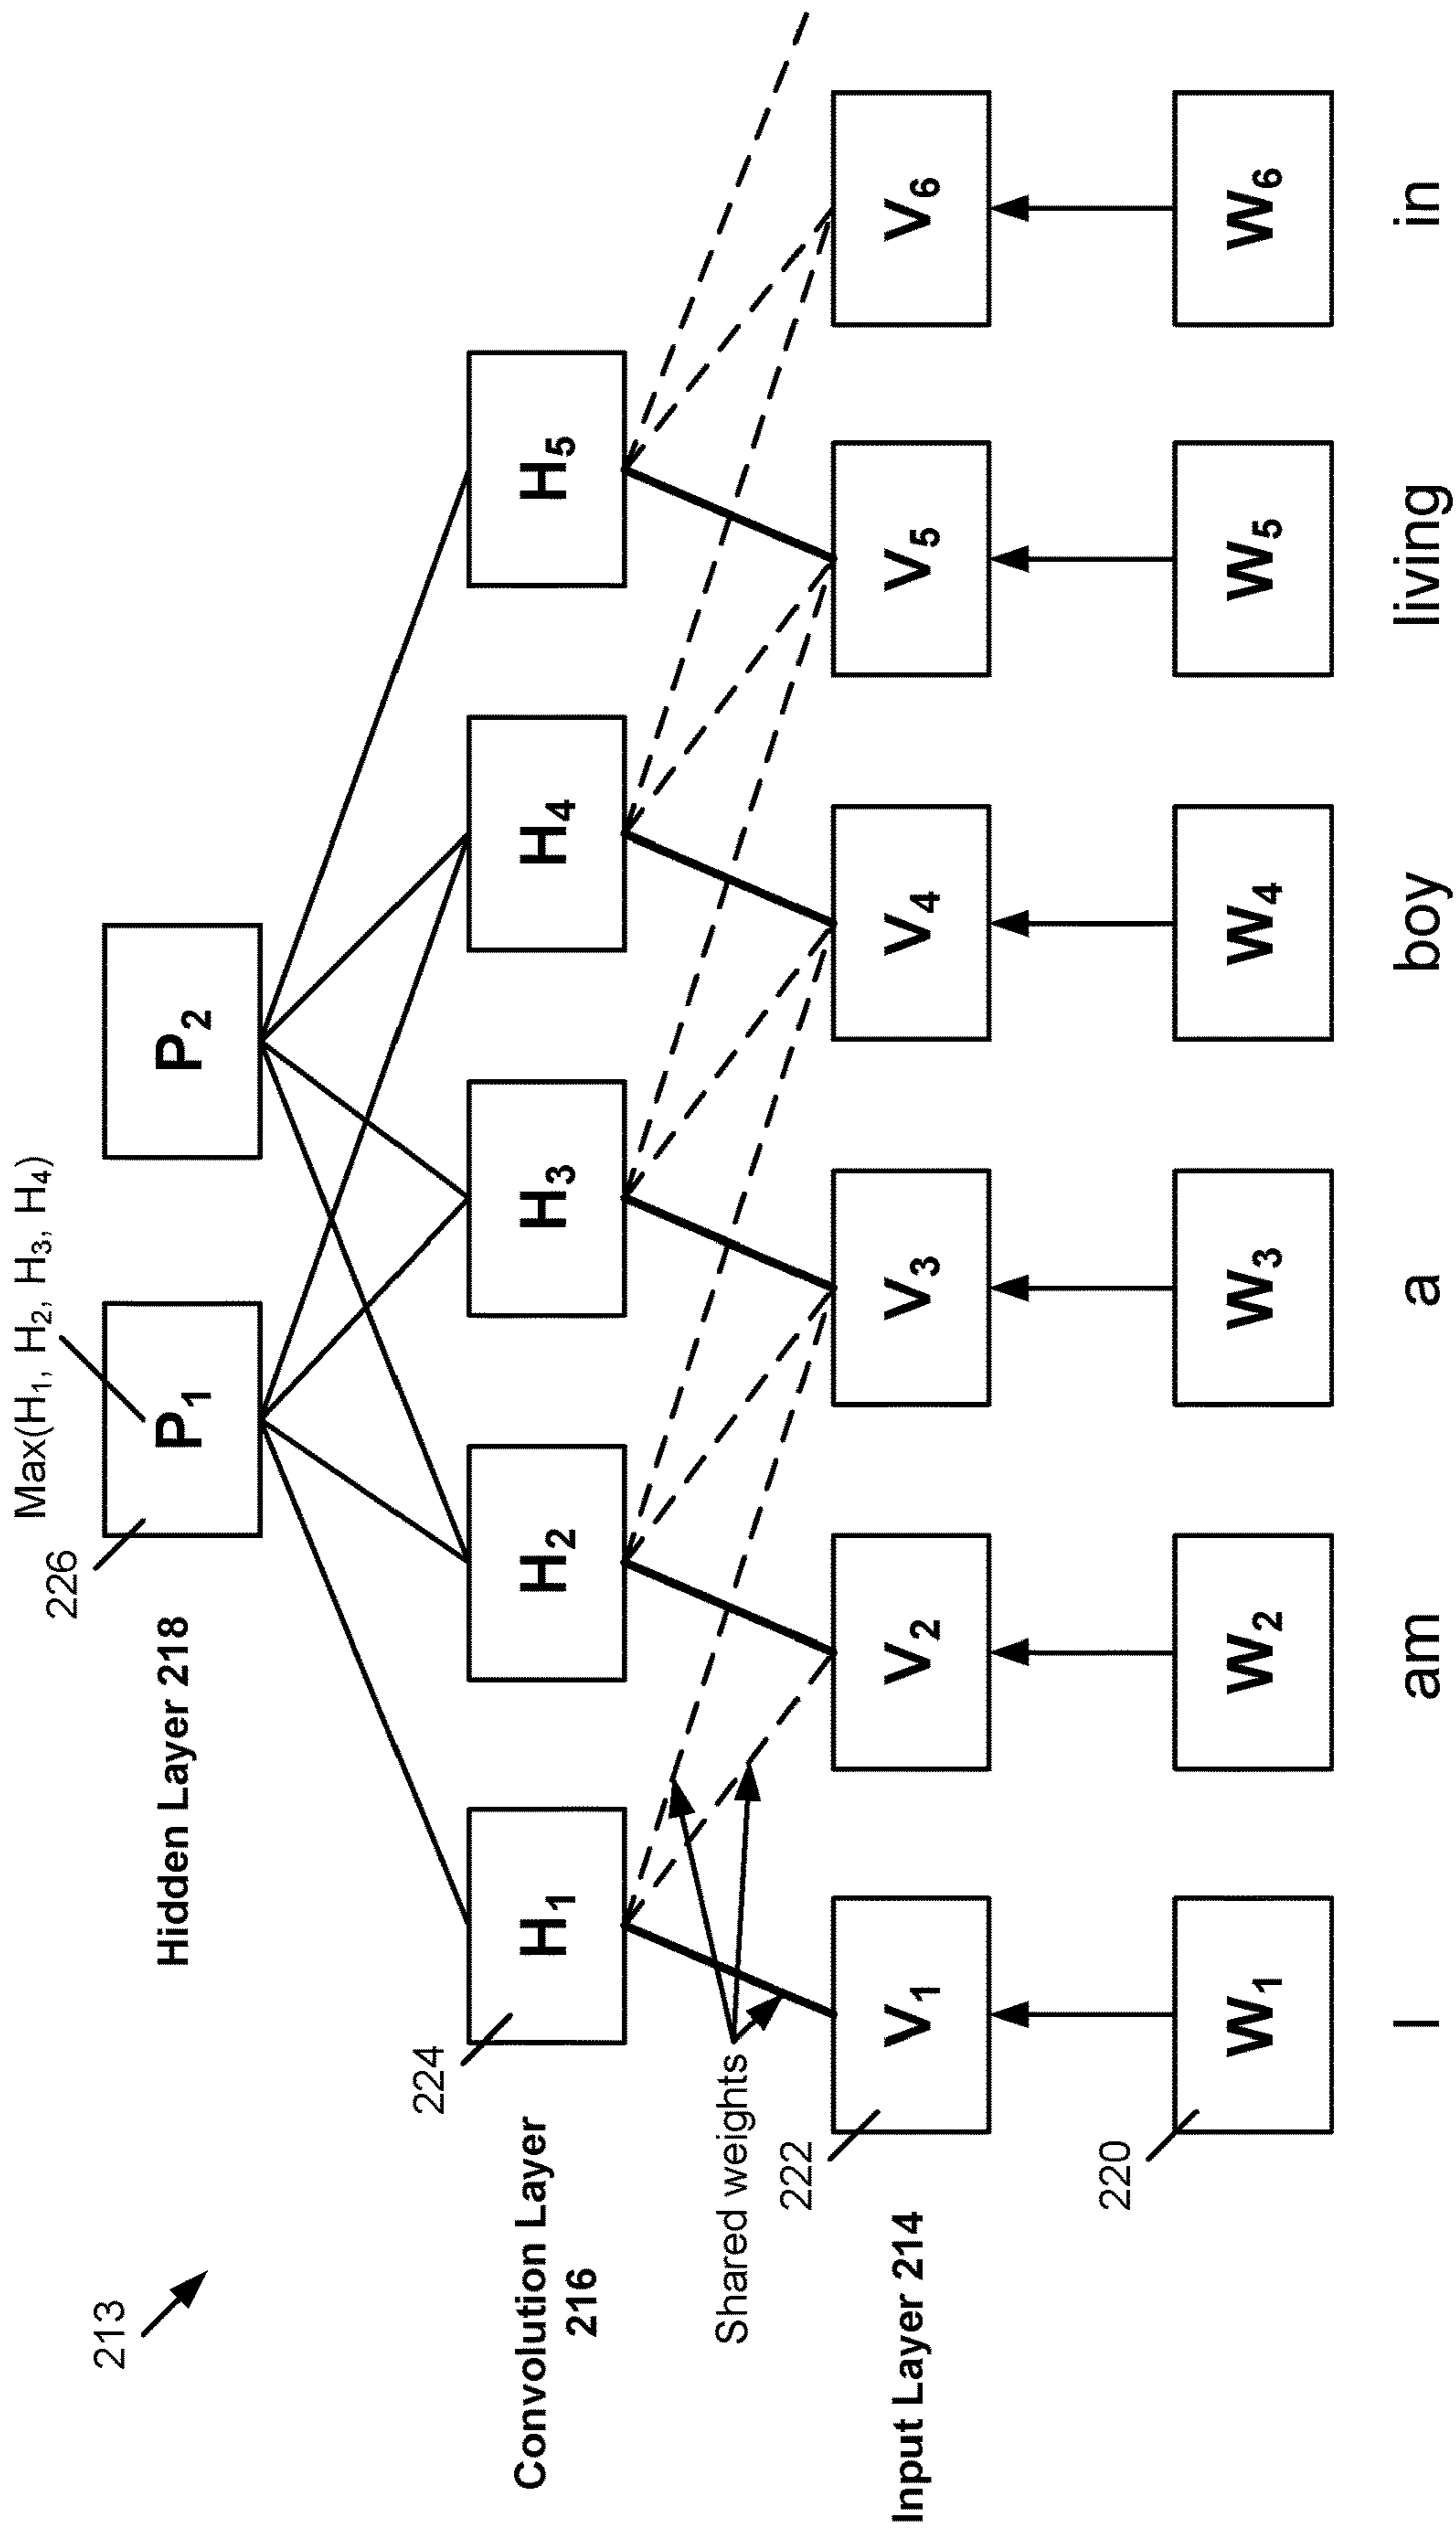 213
Max(H₁, H₂, H₃, H₄)
226
Hidden Layer 218
P₁
P₂
224
Convolution Layer
216
H₁
H₂
H₃
H₄
H₅
Shared weights
222
Input Layer 214
V₁
V₂
V₃
V₄
V₅
V₆
220
W₁
W₂
W₃
W₄
W₅
W₆
I
am
a
boy
living
in